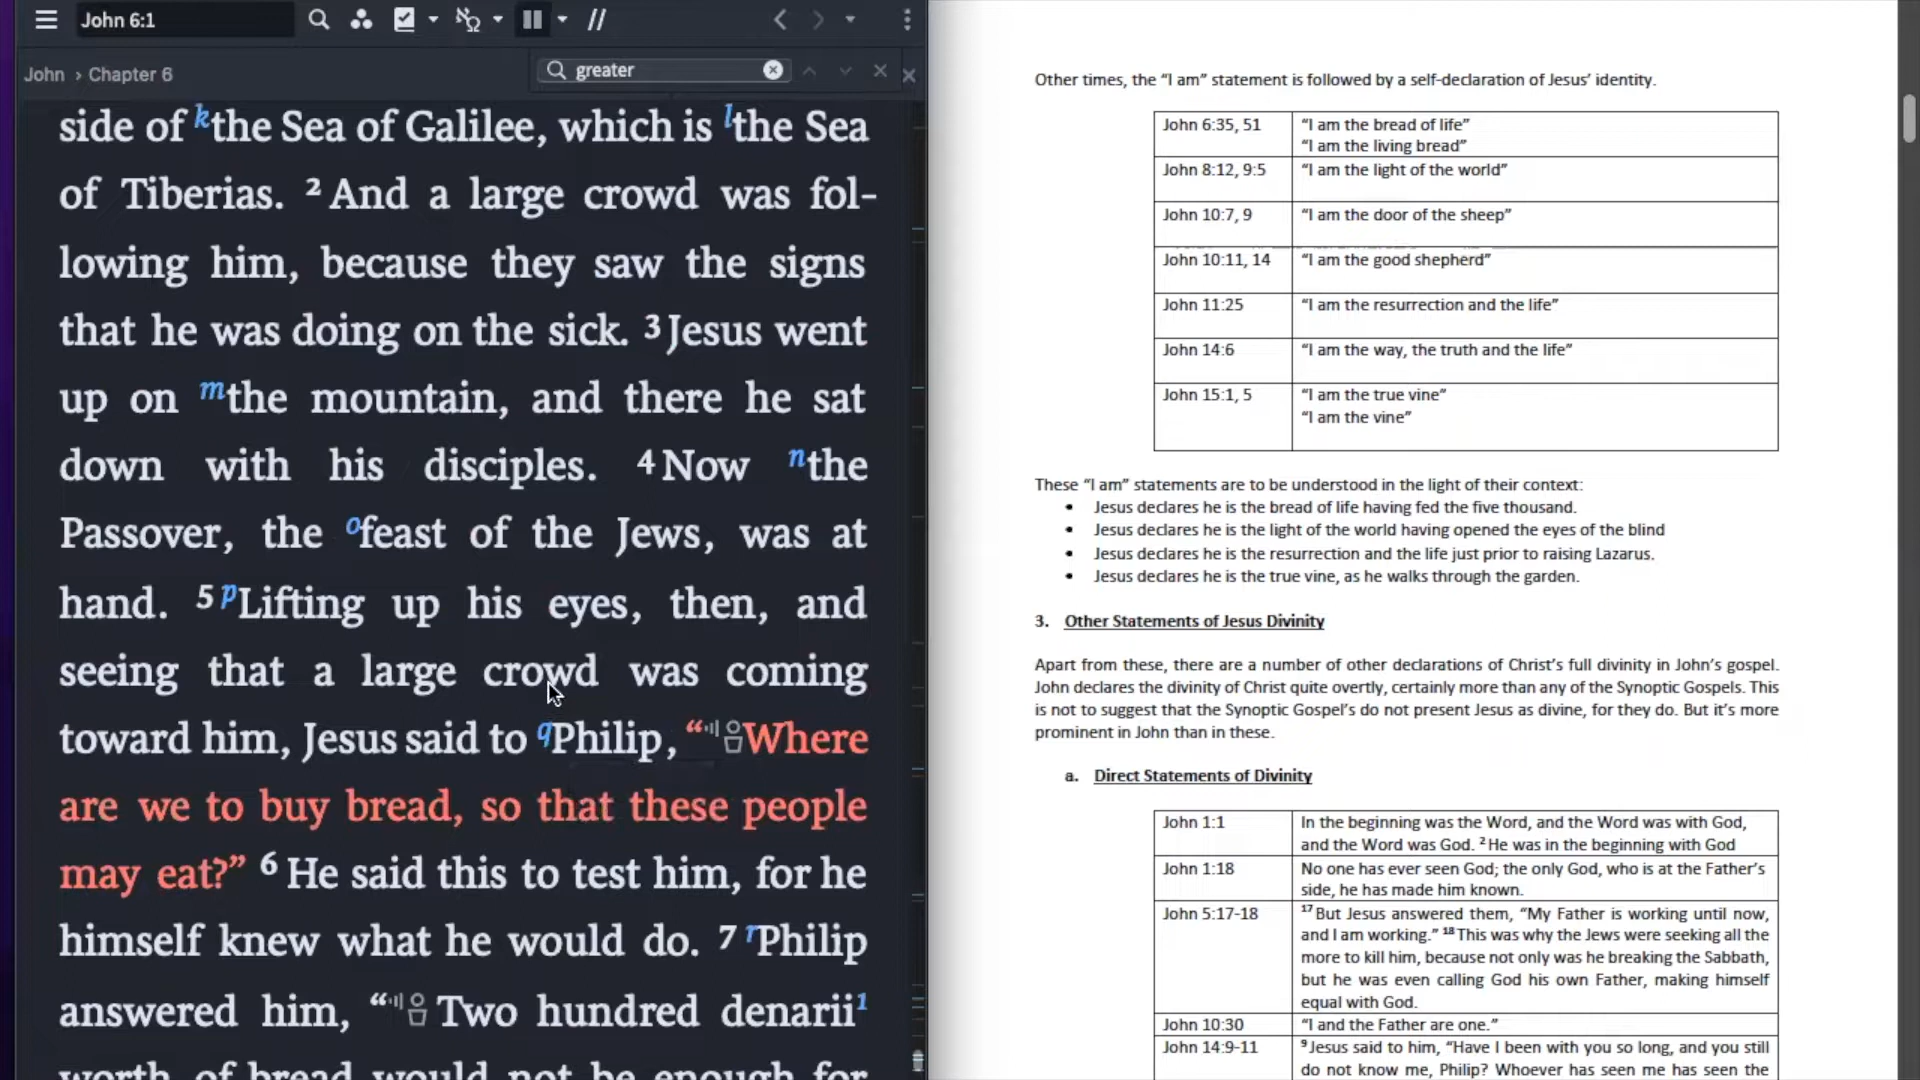 John 6:1
John › Chapter 6
greater
side of kthe Sea of Galilee, which is lthe Sea
of Tiberias. 2 And a large crowd was fol-
lowing him, because they saw the signs
that he was doing on the sick. 3 Jesus went
up on mthe mountain, and there he sat
down with his disciples. 4 Now nthe
Passover, the ofeast of the Jews, was at
hand. 5 pLifting up his eyes, then, and
seeing that a large crowd was coming
toward him, Jesus said to qPhilip, “Where
are we to buy bread, so that these people
may eat?” 6 He said this to test him, for he
himself knew what he would do. 7 rPhilip
answered him, “Two hundred denarii1
worth of bread would not be enough for
Other times, the “I am” statement is followed by a self-declaration of Jesus’ identity.
John 6:35, 51 “I am the bread of life”
“I am the living bread”
John 8:12, 9:5 “I am the light of the world”
John 10:7, 9 “I am the door of the sheep”
John 10:11, 14 “I am the good shepherd”
John 11:25 “I am the resurrection and the life”
John 14:6 “I am the way, the truth and the life”
John 15:1, 5 “I am the true vine”
“I am the vine”
These “I am” statements are to be understood in the light of their context:
• Jesus declares he is the bread of life having fed the five thousand.
• Jesus declares he is the light of the world having opened the eyes of the blind
• Jesus declares he is the resurrection and the life just prior to raising Lazarus.
• Jesus declares he is the true vine, as he walks through the garden.
3. Other Statements of Jesus Divinity
Apart from these, there are a number of other declarations of Christ’s full divinity in John’s gospel.
John declares the divinity of Christ quite overtly, certainly more than any of the Synoptic Gospels. This
is not to suggest that the Synoptic Gospel’s do not present Jesus as divine, for they do. But it’s more
prominent in John than in these.
a. Direct Statements of Divinity
John 1:1 In the beginning was the Word, and the Word was with God,
and the Word was God. 2 He was in the beginning with God
John 1:18 No one has ever seen God; the only God, who is at the Father’s
side, he has made him known.
John 5:17-18 17 But Jesus answered them, “My Father is working until now,
and I am working.” 18 This was why the Jews were seeking all the
more to kill him, because not only was he breaking the Sabbath,
but he was even calling God his own Father, making himself
equal with God.
John 10:30 “I and the Father are one.”
John 14:9-11 9 Jesus said to him, “Have I been with you so long, and you still
do not know me, Philip? Whoever has seen me has seen the